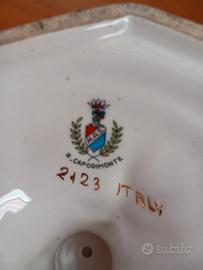 R. CAPODIMONTE
2123 ITALY
subito